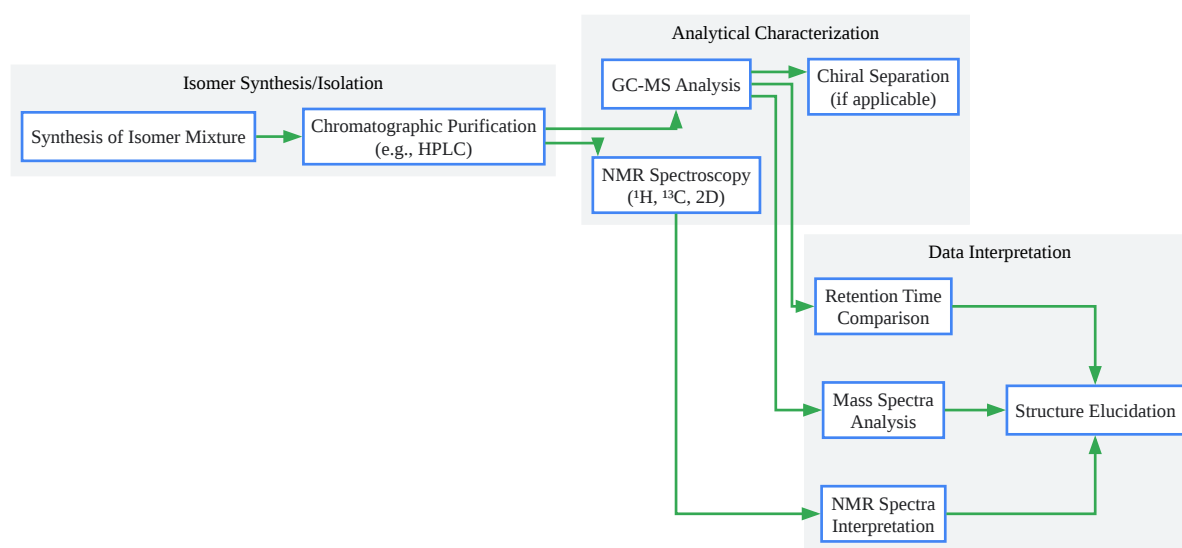 Isomer Synthesis/Isolation
Synthesis of Isomer Mixture
Chromatographic Purification
(e.g., HPLC)
Analytical Characterization
GC-MS Analysis
Chiral Separation
(if applicable)
NMR Spectroscopy
(¹H, ¹³C, 2D)
Data Interpretation
Retention Time
Comparison
Mass Spectra
Analysis
Structure Elucidation
NMR Spectra
Interpretation